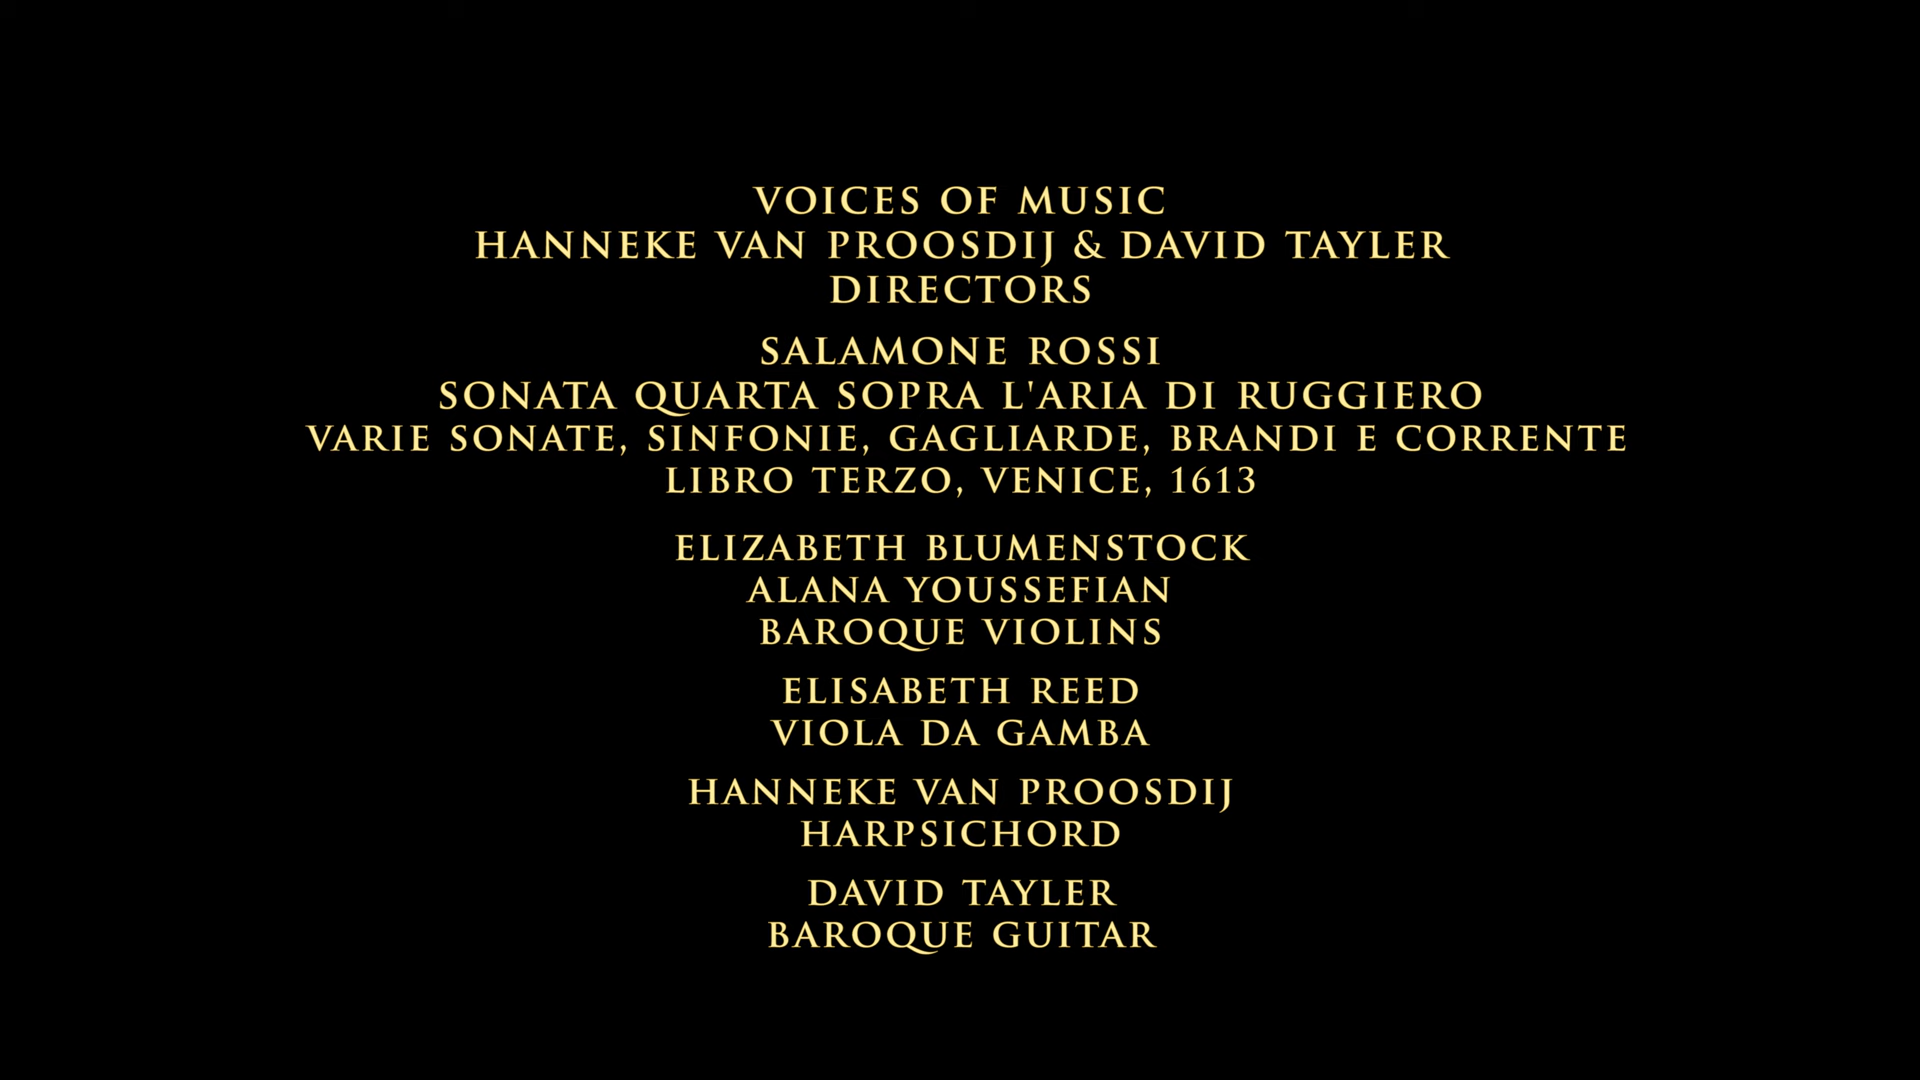 VOICES OF MUSIC
HANNEKE VAN PROOSDIJ & DAVID TAYLER
DIRECTORS
SALAMONE ROSSI
SONATA QUARTA SOPRA L'ARIA DI RUGGIERO
VARIE SONATE, SINFONIE, GAGLIARDE, BRANDI E CORRENTE
LIBRO TERZO, VENICE, 1613
ELIZABETH BLUMENSTOCK
ALANA YOUSSEFIAN
BAROQUE VIOLINS
ELISABETH REED
VIOLA DA GAMBA
HANNEKE VAN PROOSDIJ
HARPSICHORD
DAVID TAYLER
BAROQUE GUITAR